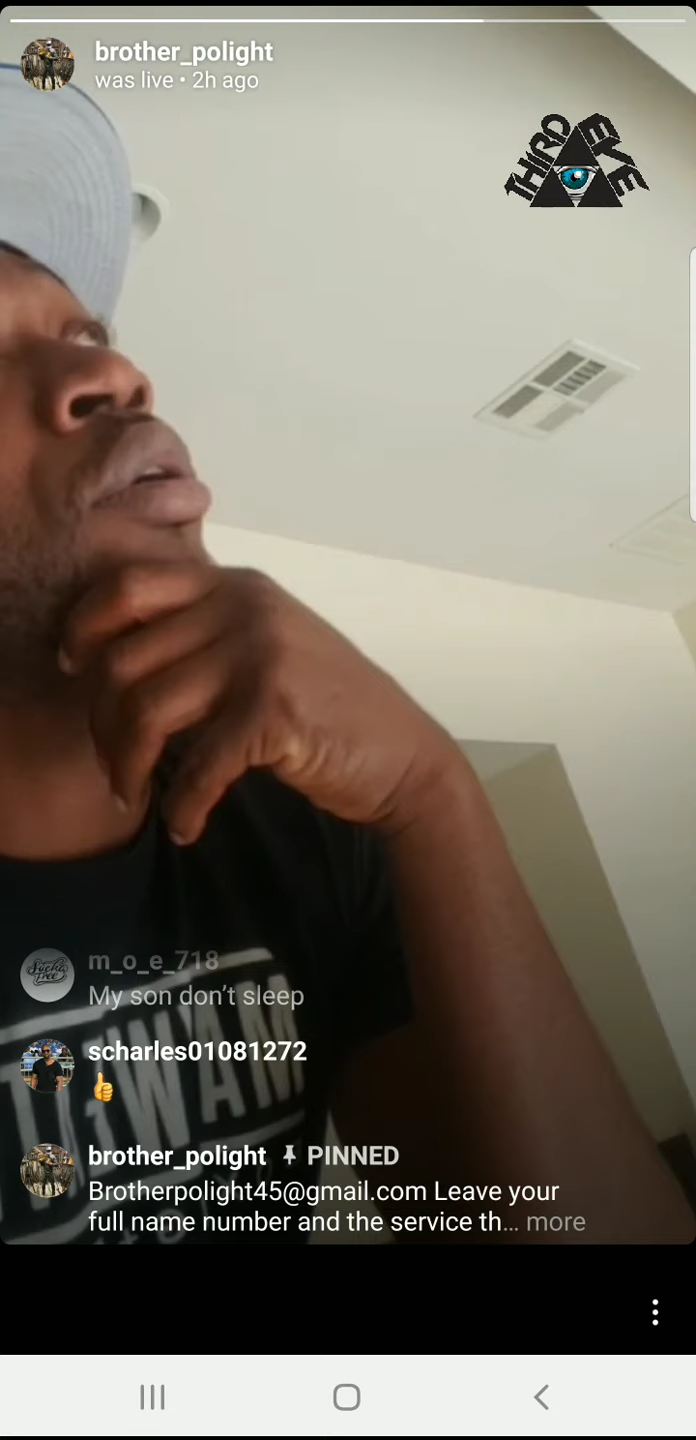 brother_polight
was live • 2h ago
THIRD EYE
m_o_e_718
My son don't sleep
scharles01081272
👍
brother_polight PINNED
Brotherpolight45@gmail.com Leave your
full name number and the service th... more